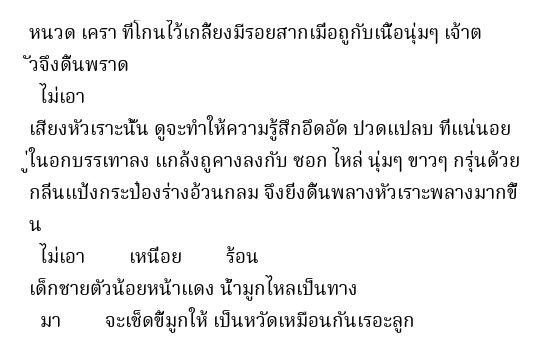 หนวด เครา ที่โกนไว้เกลี้ยงมีรอยสากเมื่อถูกับเนื้อนุ่มๆ เจ้าต
ัวจึงดิ้นพราด
ไม่เอา
เสียงหัวเราะนั้น ดูจะทำให้ความรู้สึกอึดอัด ปวดแปลบ ที่แน่นอย
ู่ในอกบรรเทาลง แกล้งถูคางลงกับ ซอก ไหล่ นุ่มๆ ขาวๆ กรุ่นด้วย
กลิ่นแป้งกระป๋องร่างอ้วนกลม จึงยิ่งดิ้นพลางหัวเราะพลางมากขึ้
น
ไม่เอา เหนื่อย ร้อน
เด็กชายตัวน้อยหน้าแดง น้ำมูกไหลเป็นทาง
มา จะเช็ดขี้มูกให้ เป็นหวัดเหมือนกันเรอะลูก